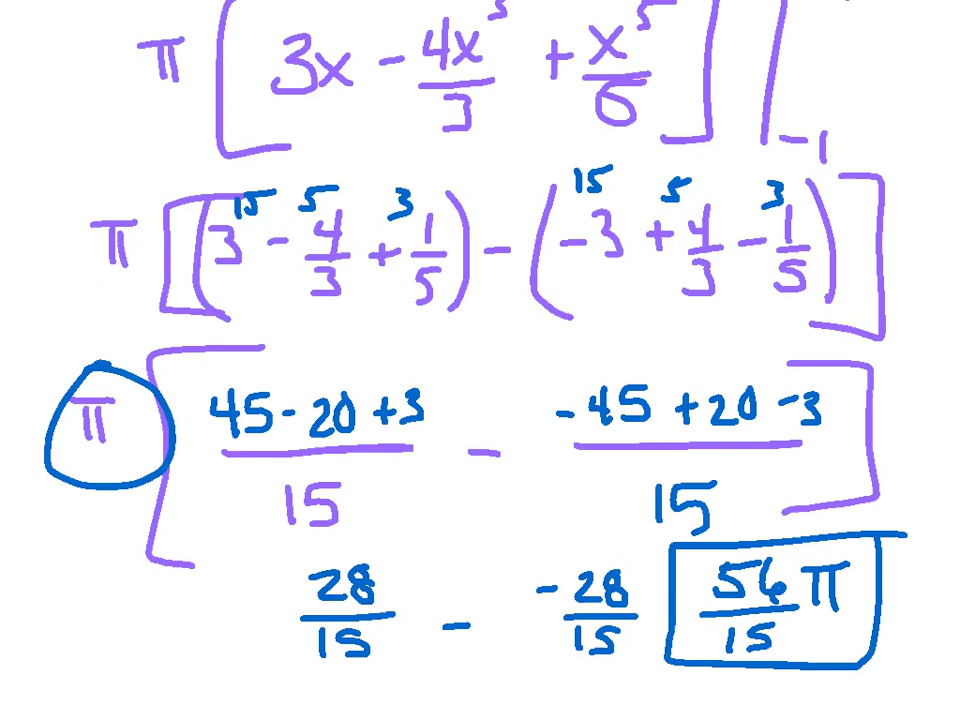 π [ 3x - 4x³/3 + x⁵/5 ] |₋₁
15 5 3 15 5 3
π [(3 - 4/3 + 1/5) - (-3 + 4/3 - 1/5)]
π [ (45 - 20 + 3)/15 - (-45 + 20 - 3)/15 ]
28/15 - -28/15 56/15 π